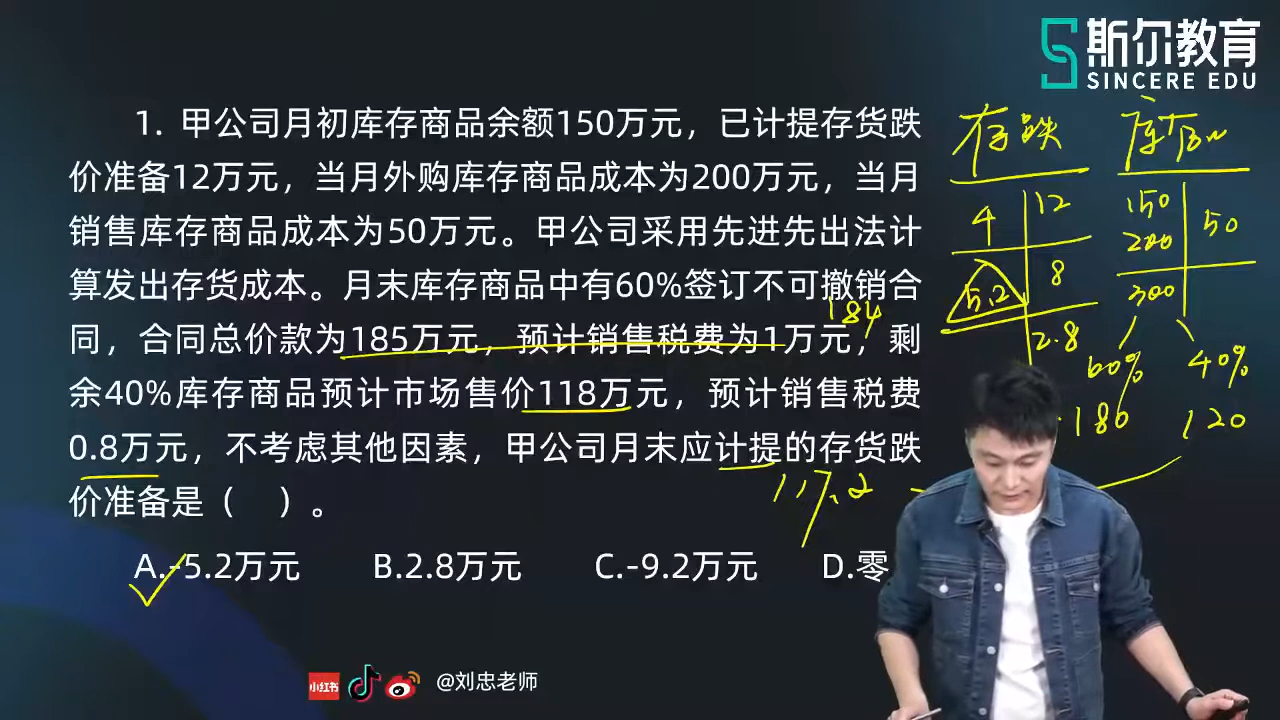 斯尔教育
SINCERE EDU
1. 甲公司月初库存商品余额150万元，已计提存货跌
价准备12万元，当月外购库存商品成本为200万元，当月
销售库存商品成本为50万元。甲公司采用先进先出法计
算发出存货成本。月末库存商品中有60%签订不可撤销合
同，合同总价款为185万元，预计销售税费为1万元，剩
余40%库存商品预计市场售价118万元，预计销售税费
0.8万元，不考虑其他因素，甲公司月末应计提的存货跌
价准备是（ ）。
A.-5.2万元 B.2.8万元 C.-9.2万元 D.零
184
117.2
存跌
4 12
8
5.2
2.8
150
200 50
300
60% 40%
180 120
小红书
@刘忠老师